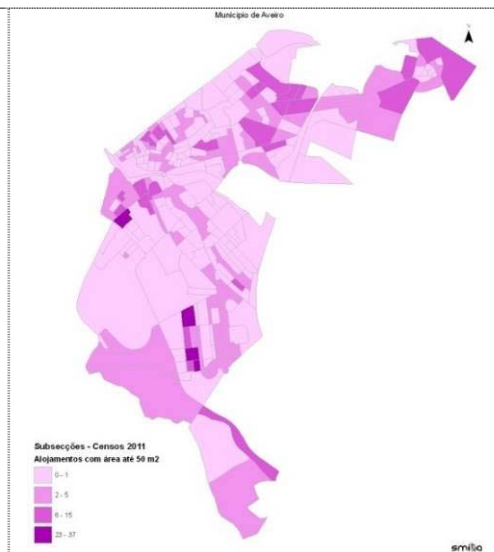 Município de Aveiro
N
Subsecções - Censos 2011
Alojamentos com área até 50 m2
0 - 1
2 - 5
6 - 15
23 - 37
smiga